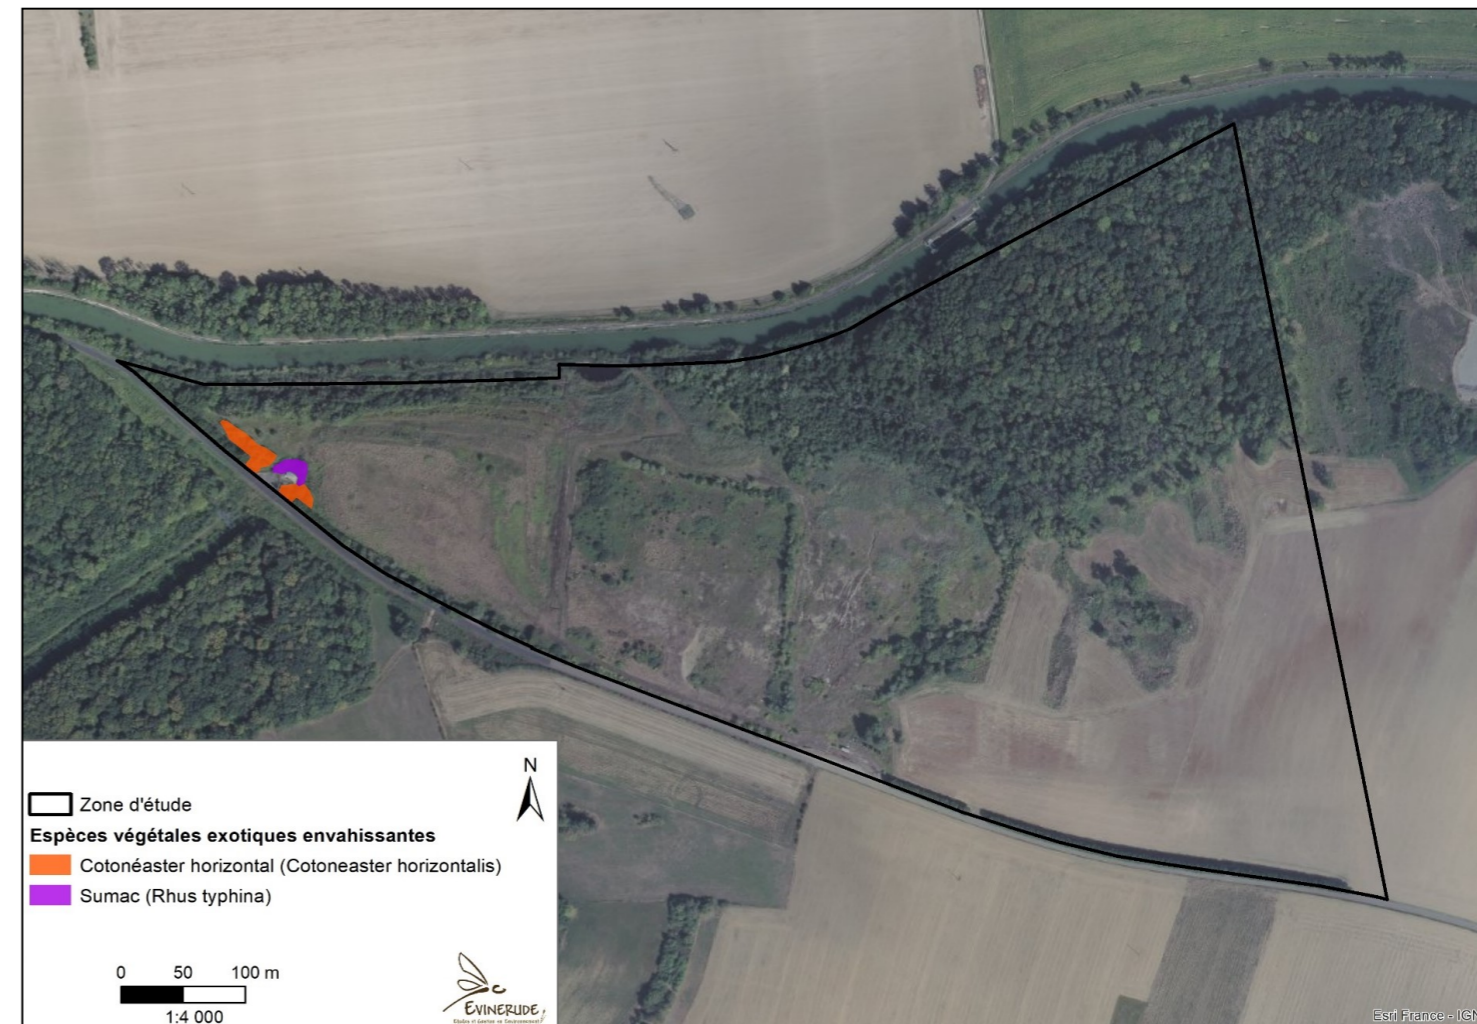 N
Zone d'étude
Espèces végétales exotiques envahissantes
Cotonéaster horizontal (Cotoneaster horizontalis)
Sumac (Rhus typhina)
0 50 100 m
1:4 000
EVINERUDE
Esri France - IGN